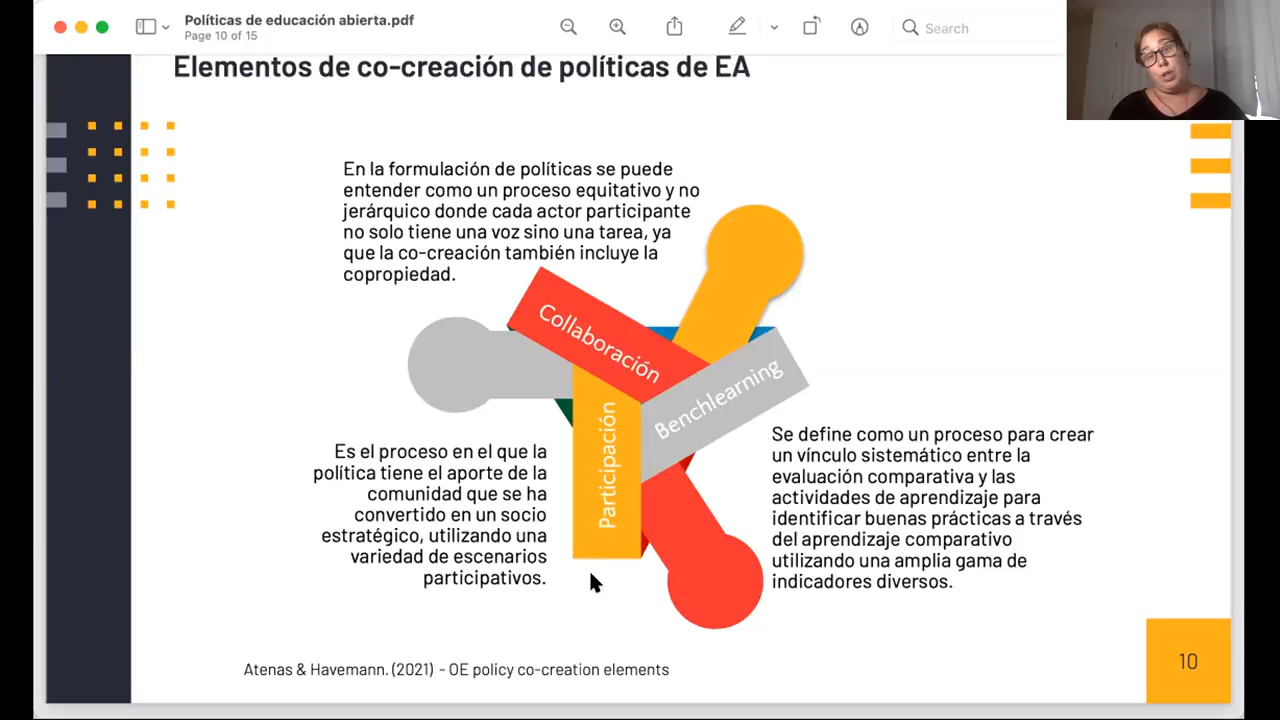 Políticas de educación abierta.pdf
Page 10 of 15
Search
Elementos de co-creación de políticas de EA
En la formulación de políticas se puede
entender como un proceso equitativo y no
jerárquico donde cada actor participante
no solo tiene una voz sino una tarea, ya
que la co-creación también incluye la
copropiedad.
Collaboración
Benchlearning
Participación
Es el proceso en el que la
política tiene el aporte de la
comunidad que se ha
convertido en un socio
estratégico, utilizando una
variedad de escenarios
participativos.
Se define como un proceso para crear
un vínculo sistemático entre la
evaluación comparativa y las
actividades de aprendizaje para
identificar buenas prácticas a través
del aprendizaje comparativo
utilizando una amplia gama de
indicadores diversos.
Atenas & Havemann. (2021) - OE policy co-creation elements
10